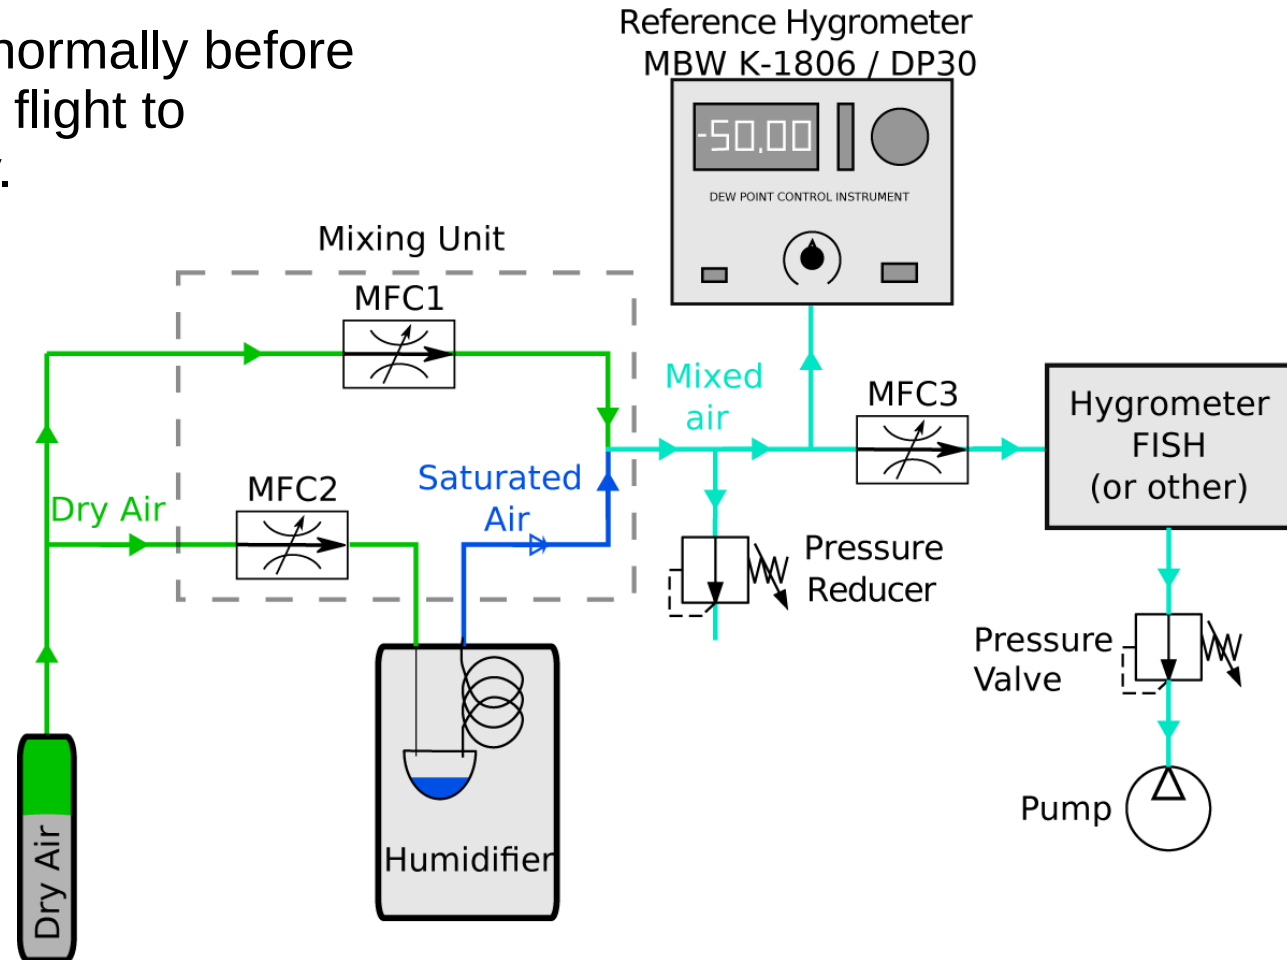 normally before
flight to
Reference Hygrometer
MBW K-1806 / DP30
-50.00
DEW POINT CONTROL INSTRUMENT
Mixing Unit
MFC1
Mixed
air
MFC3
Hygrometer
FISH
(or other)
MFC2
Dry Air
Saturated
Air
Pressure
Reducer
Pressure
Valve
Pump
Humidifier
Dry Air